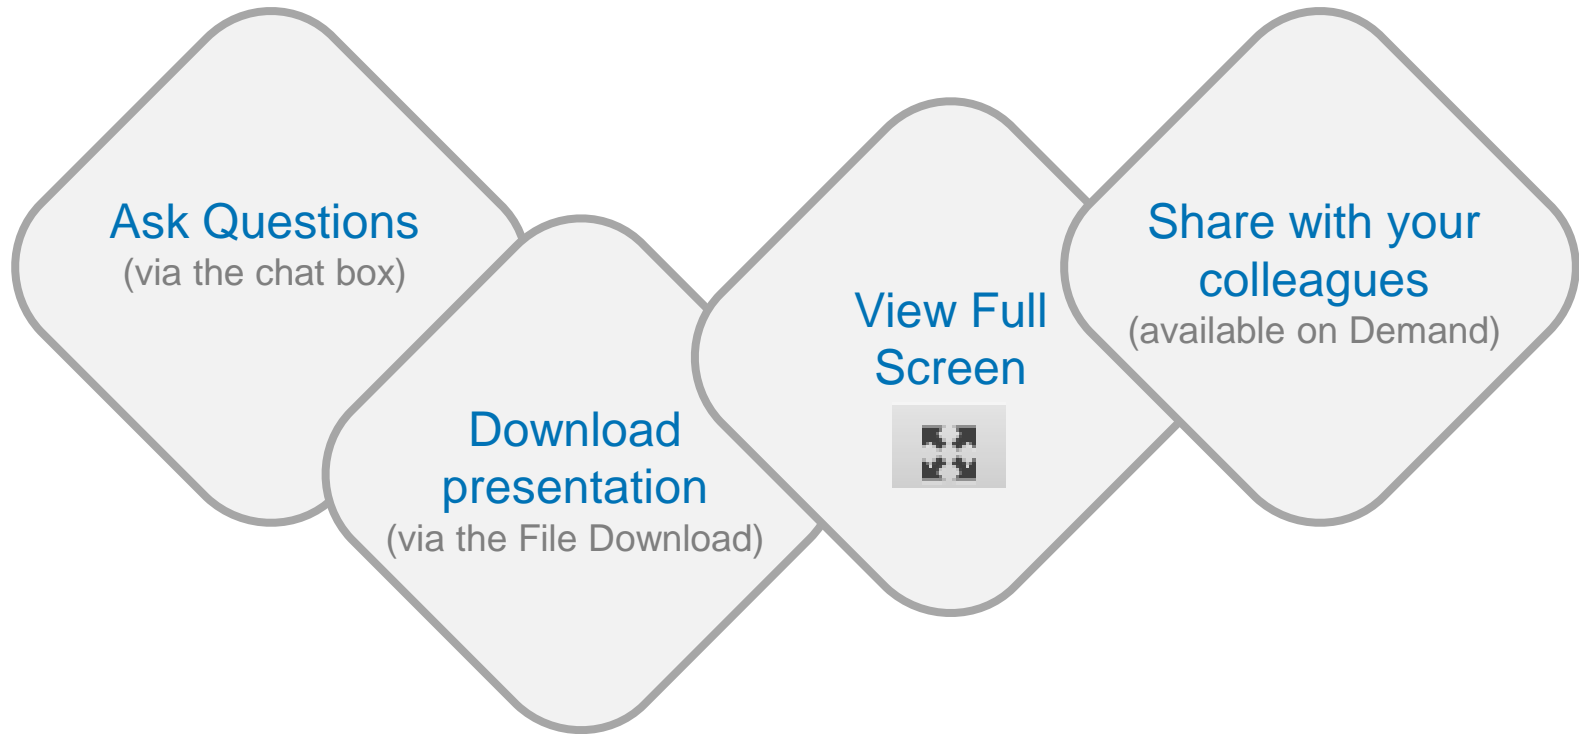 Ask Questions
(via the chat box)
Download
presentation
(via the File Download)
View Full
Screen
Share with your
colleagues
(available on Demand)